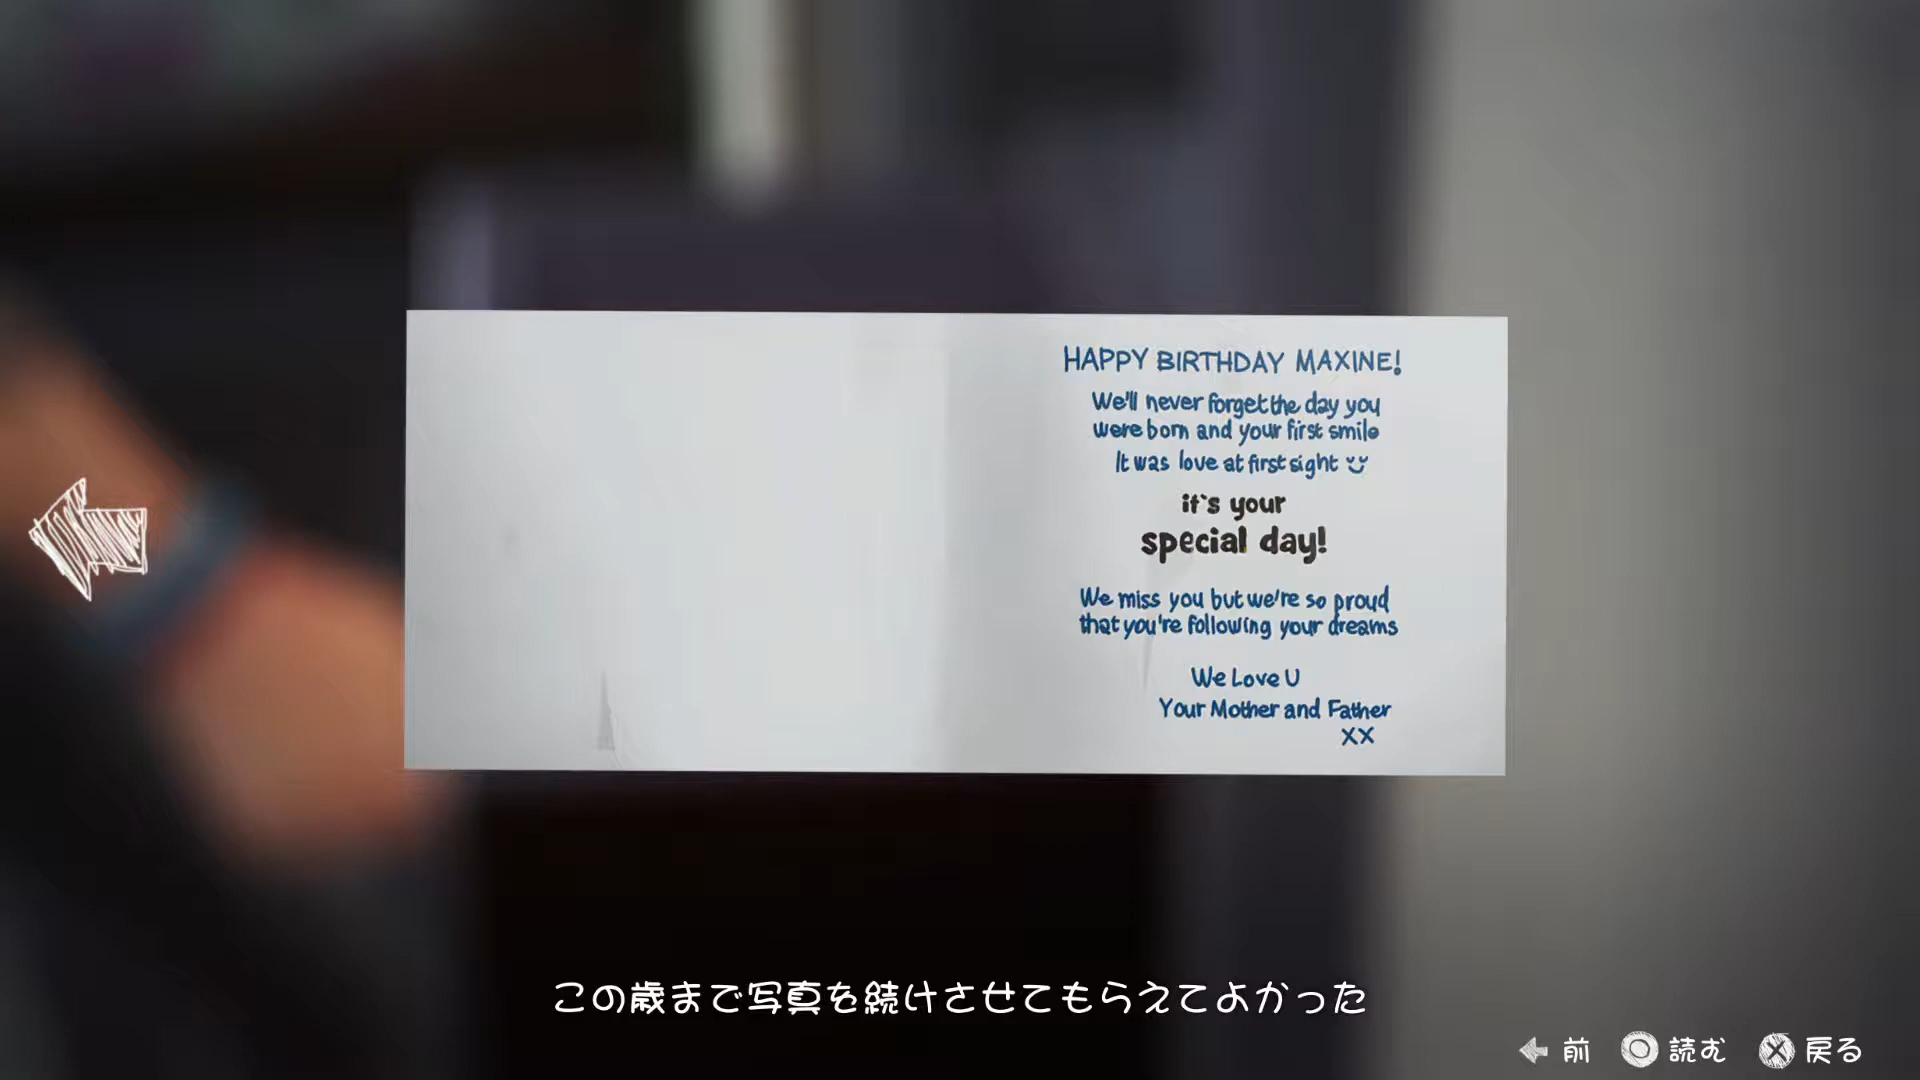 HAPPY BIRTHDAY MAXINE!
We'll never forget the day you
were born and your first smile
It was love at first sight
it's your
special day!
We miss you but we're so proud
that you're following your dreams
We Love U
Your Mother and Father
XX
この歳まで写真を続けさせてもらえてよかった
前 読む 戻る